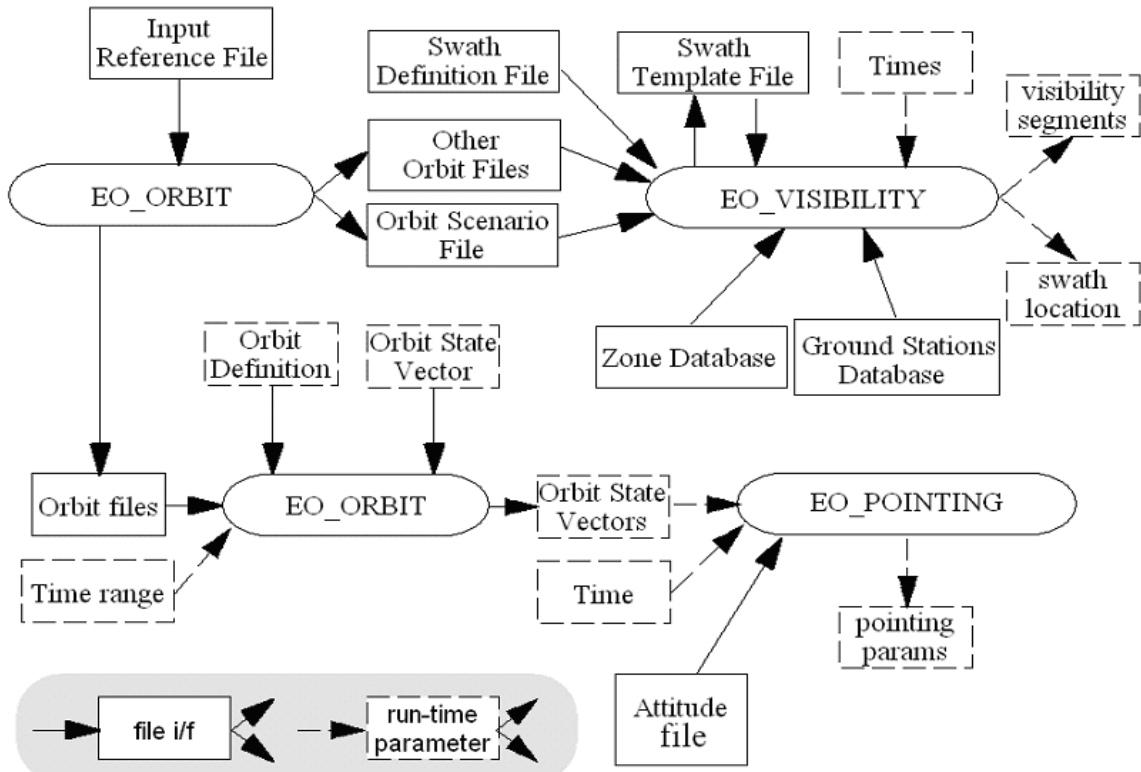 Input
Reference File
Swath
Definition File
Swath
Template File
Times
visibility
segments
Other
Orbit Files
EO_ORBIT
EO_VISIBILITY
Orbit Scenario
File
swath
location
Orbit
Definition
Orbit State
Vector
Zone Database
Ground Stations
Database
Orbit files
EO_ORBIT
Orbit State
Vectors
EO_POINTING
Time range
Time
pointing
params
file i/f
run-time
parameter
Attitude
file